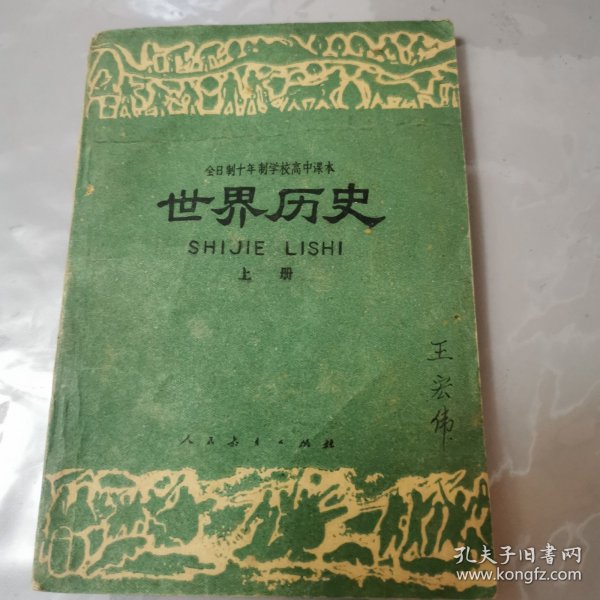 全日制十年制学校高中课本
世界历史
SHIJIE LISHI
上册
王宏伟
人民教育出版社
孔夫子旧书网
www.kongfz.com